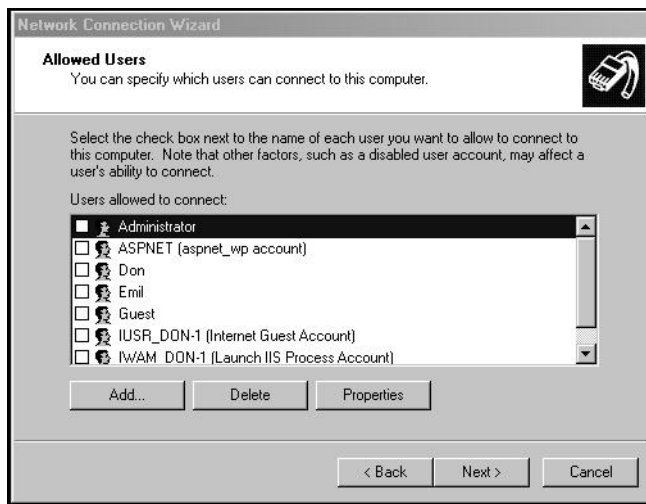 Network Connection Wizard
Allowed Users
You can specify which users can connect to this computer.
Select the check box next to the name of each user you want to allow to connect to
this computer. Note that other factors, such as a disabled user account, may affect a
user's ability to connect.
Users allowed to connect:
Administrator
ASPNET (aspnet_wp account)
Don
Emil
Guest
IUSR_DON-1 (Internet Guest Account)
IWAM_DON-1 (Launch IIS Process Account)
Add... Delete Properties
< Back Next > Cancel